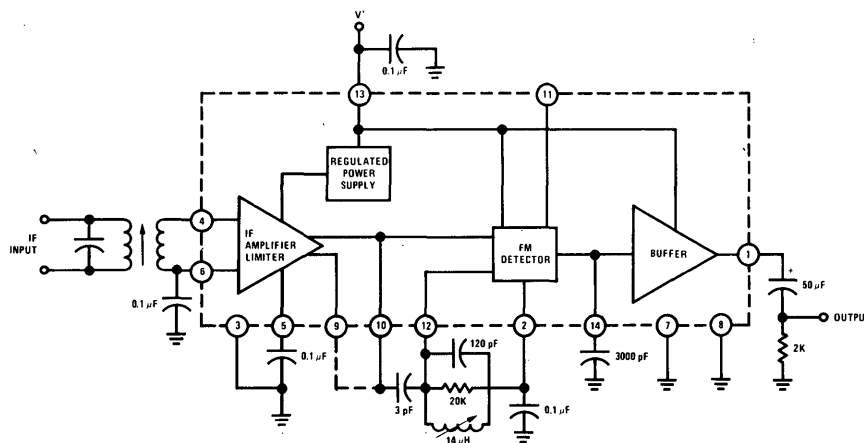 V+
0.1 µF
13
11
REGULATED
POWER
SUPPLY
4
IF
INPUT
IF
AMPLIFIER
LIMITER
FM
DETECTOR
BUFFER
1
6
+
50 µF
0.1 µF
OUTPUT
3
5
9
10
12
2
14
7
8
0.1 µF
120 pF
3000 pF
2K
3 pF
20K
0.1 µF
14 µH